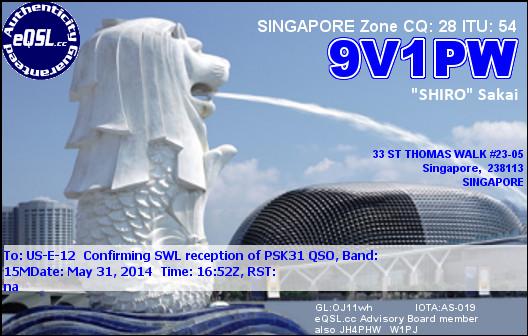 Authenticity
eQSL.cc
Guaranteed
SINGAPORE Zone CQ: 28 ITU: 54
9V1PW
"SHIRO" Sakai
33 ST THOMAS WALK #23-05
Singapore, 238113
SINGAPORE
To: US-E-12 Confirming SWL reception of PSK31 QSO, Band:
15MDate: May 31, 2014 Time: 16:52Z, RST:
na
GL:OJ11wh IOTA:AS-019
eQSL.cc Advisory Board member
also JH4PHW W1PJ